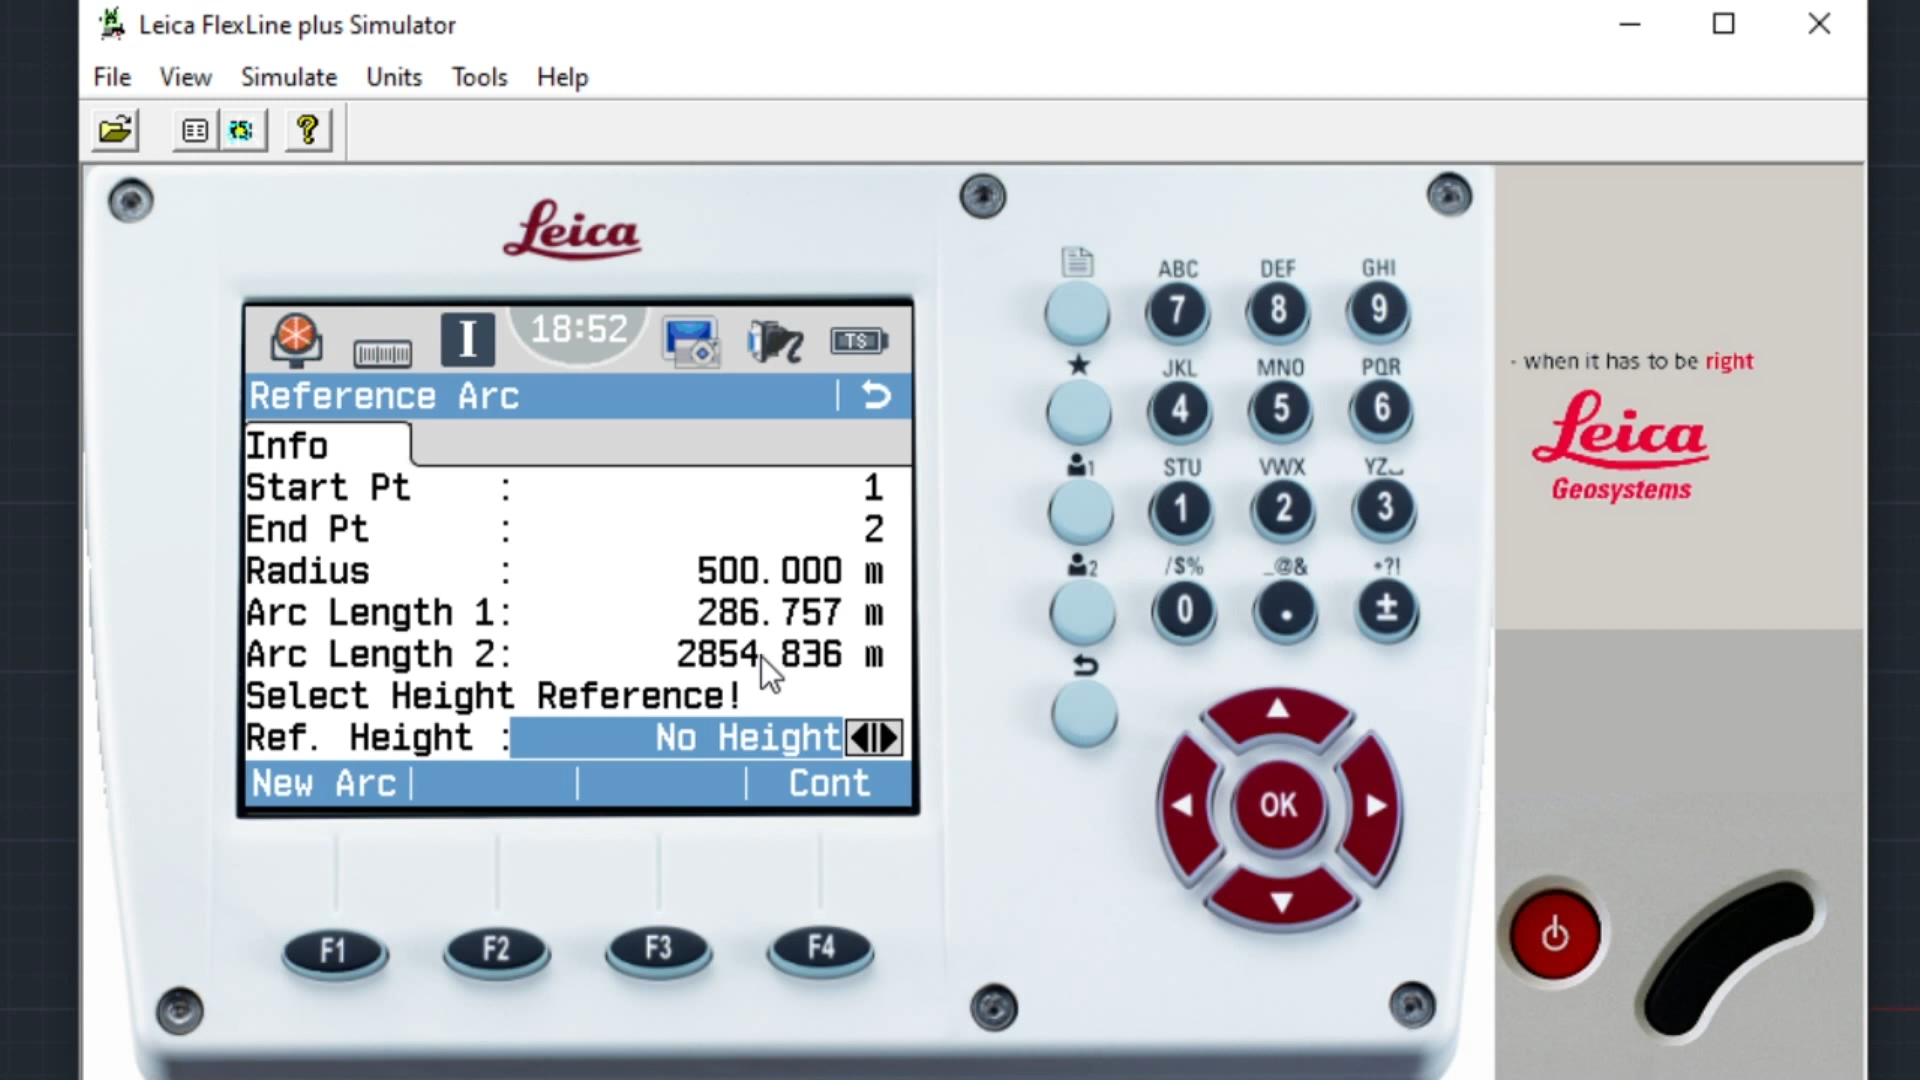 Leica FlexLine plus Simulator
File View Simulate Units Tools Help
Leica
18:52
TS
Reference Arc
Info
Start Pt : 1
End Pt : 2
Radius : 500.000 m
Arc Length 1: 286.757 m
Arc Length 2: 2854.836 m
Select Height Reference!
Ref. Height : No Height
New Arc Cont
F1 F2 F3 F4
ABC DEF GHI
7 8 9
JKL MNO PQR
4 5 6
1 STU VWX YZ
1 2 3
2 /$% _@& *?!
0 . ±
OK
- when it has to be right
Leica
Geosystems